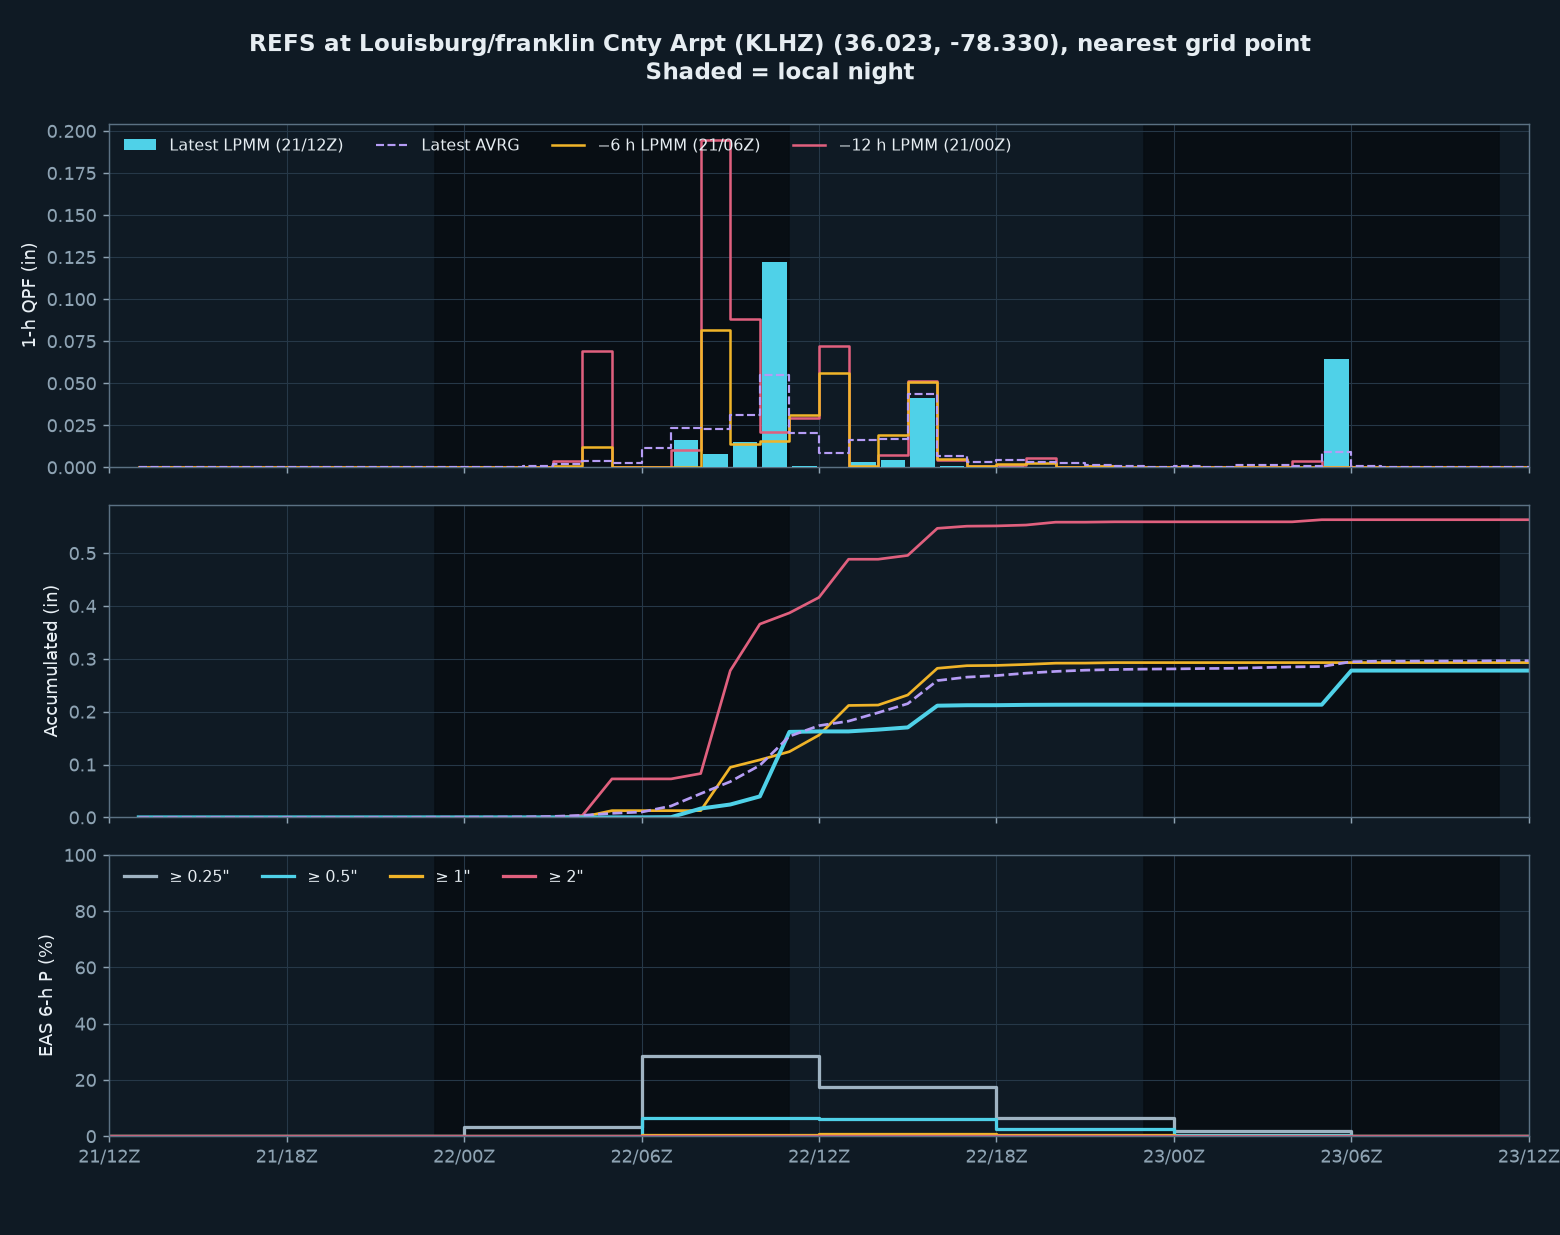 REFS at Louisburg/franklin Cnty Arpt (KLHZ) (36.023, -78.330), nearest grid point
Shaded = local night
Latest LPMM (21/12Z) Latest AVRG −6 h LPMM (21/06Z) −12 h LPMM (21/00Z)
1-h QPF (in)
0.200
0.175
0.150
0.125
0.100
0.075
0.050
0.025
0.000
Accumulated (in)
0.5
0.4
0.3
0.2
0.1
0.0
≥ 0.25" ≥ 0.5" ≥ 1" ≥ 2"
EAS 6-h P (%)
100
80
60
40
20
0
21/12Z 21/18Z 22/00Z 22/06Z 22/12Z 22/18Z 23/00Z 23/06Z 23/12Z